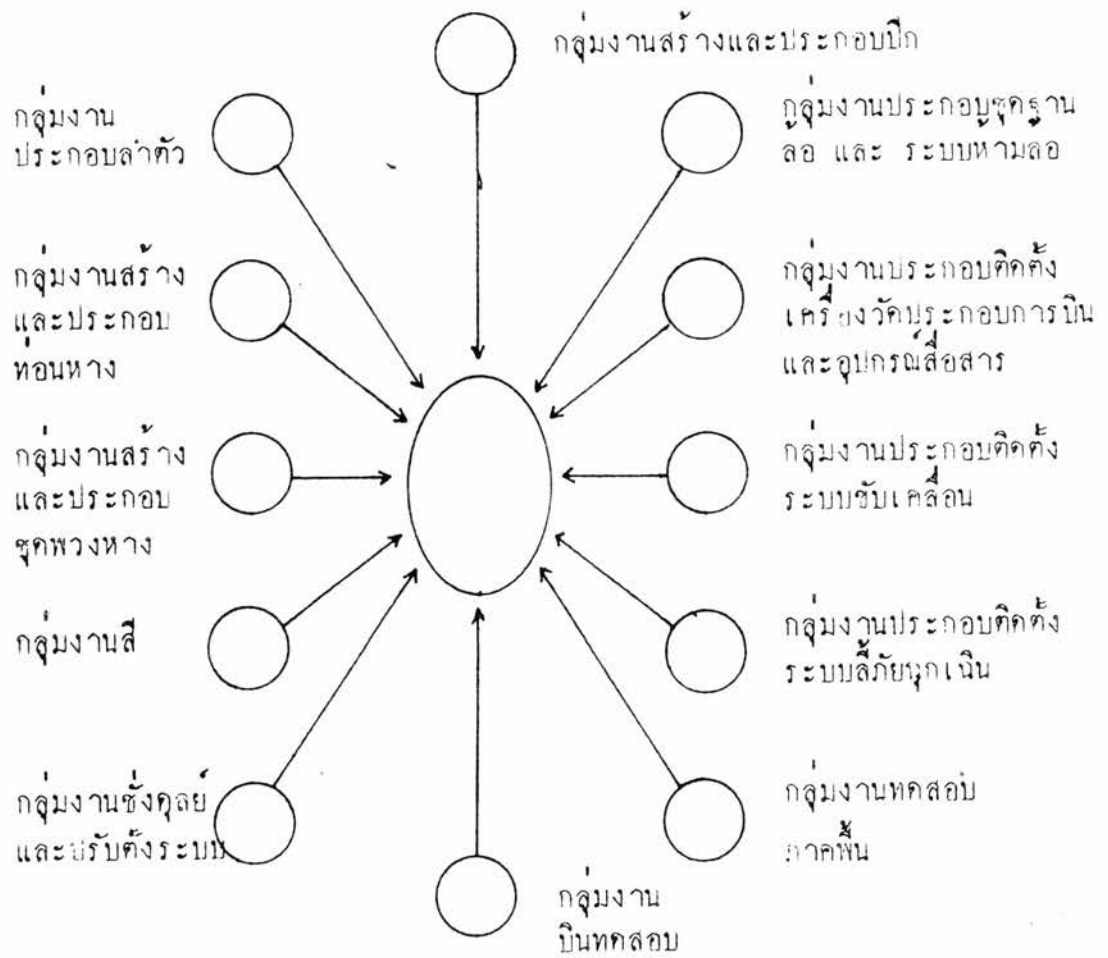 กลุ่มงานสร้างและประกอบปีก
กลุ่มงาน
ประกอบลำตัว
กลุ่มงานประกอบชุดฐาน
ล้อ และ ระบบห้ามล้อ
กลุ่มงานสร้าง
และประกอบ
ท่อนหาง
กลุ่มงานประกอบติดตั้ง
เครื่องวัดประกอบการบิน
และอุปกรณ์สื่อสาร
กลุ่มงานสร้าง
และประกอบ
ชุดพวงหาง
กลุ่มงานประกอบติดตั้ง
ระบบขับเคลื่อน
กลุ่มงานสี
กลุ่มงานประกอบติดตั้ง
ระบบลี้ภัยฉุกเฉิน
กลุ่มงานชั่งดุลย์
และปรับตั้งระบบ
กลุ่มงานทดสอบ
ภาคพื้น
กลุ่มงาน
บินทดสอบ